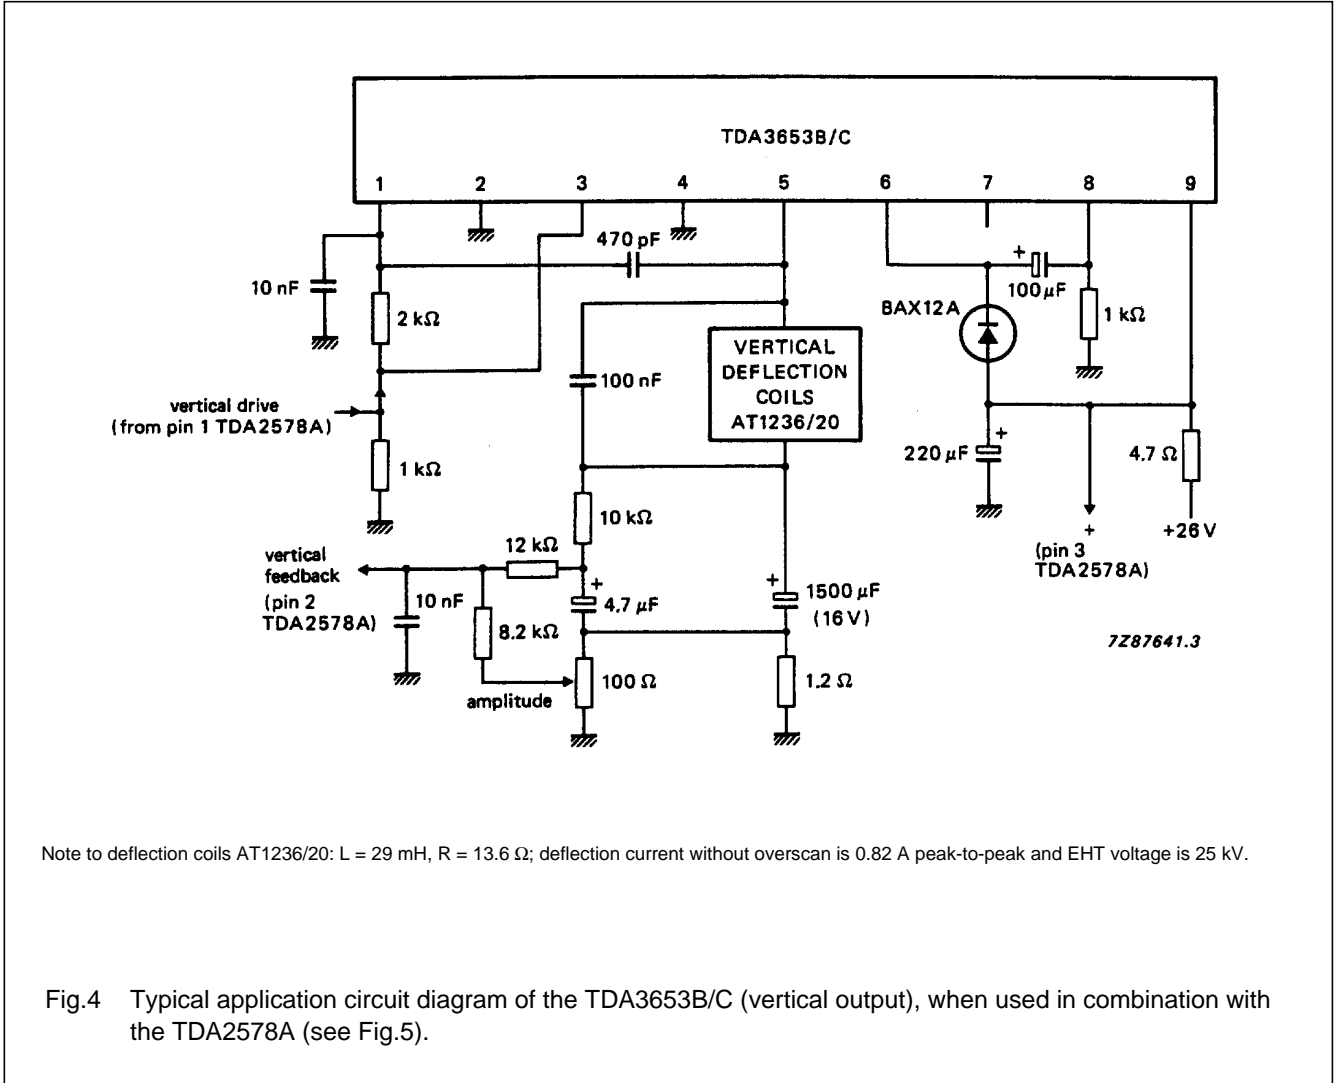 TDA3653B/C
1 2 3 4 5 6 7 8 9
470 pF
10 nF
2 kΩ
+
100 μF
BAX12A
1 kΩ
VERTICAL
DEFLECTION
COILS
AT1236/20
100 nF
vertical drive
(from pin 1 TDA2578A)
1 kΩ
220 μF
+
4.7 Ω
+26 V
+
(pin 3
TDA2578A)
10 kΩ
12 kΩ
vertical
feedback
(pin 2
TDA2578A)
10 nF
8.2 kΩ
+
4.7 μF
+
1500 μF
(16 V)
7Z87641.3
100 Ω
1.2 Ω
amplitude
Note to deflection coils AT1236/20: L = 29 mH, R = 13.6 Ω; deflection current without overscan is 0.82 A peak-to-peak and EHT voltage is 25 kV.
Fig.4 Typical application circuit diagram of the TDA3653B/C (vertical output), when used in combination with
the TDA2578A (see Fig.5).